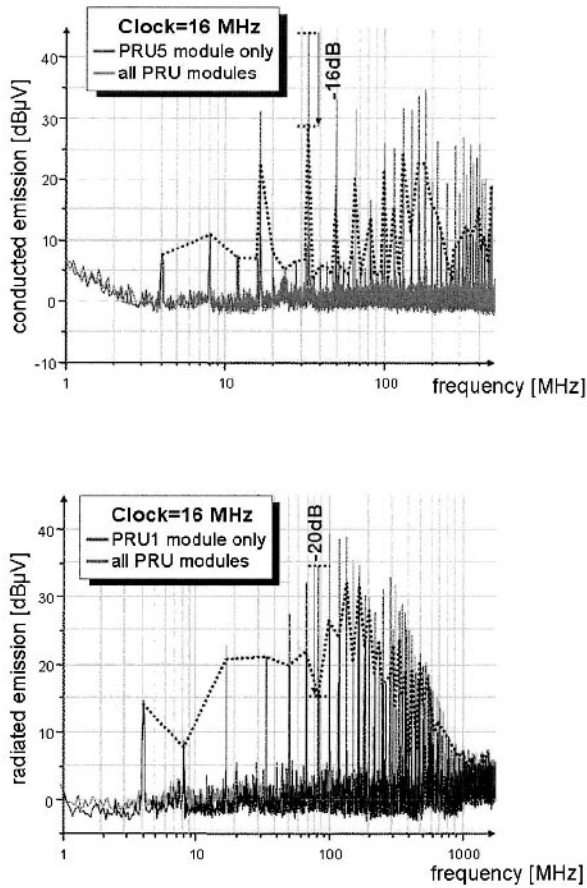 Clock=16 MHz
PRU5 module only
all PRU modules
-16dB
conducted emission [dBµV]
40
30
20
10
0
-10
1
10
100
frequency [MHz]
Clock=16 MHz
PRU1 module only
all PRU modules
-20dB
radiated emission [dBµV]
40
30
20
10
0
1
10
100
1000
frequency [MHz]